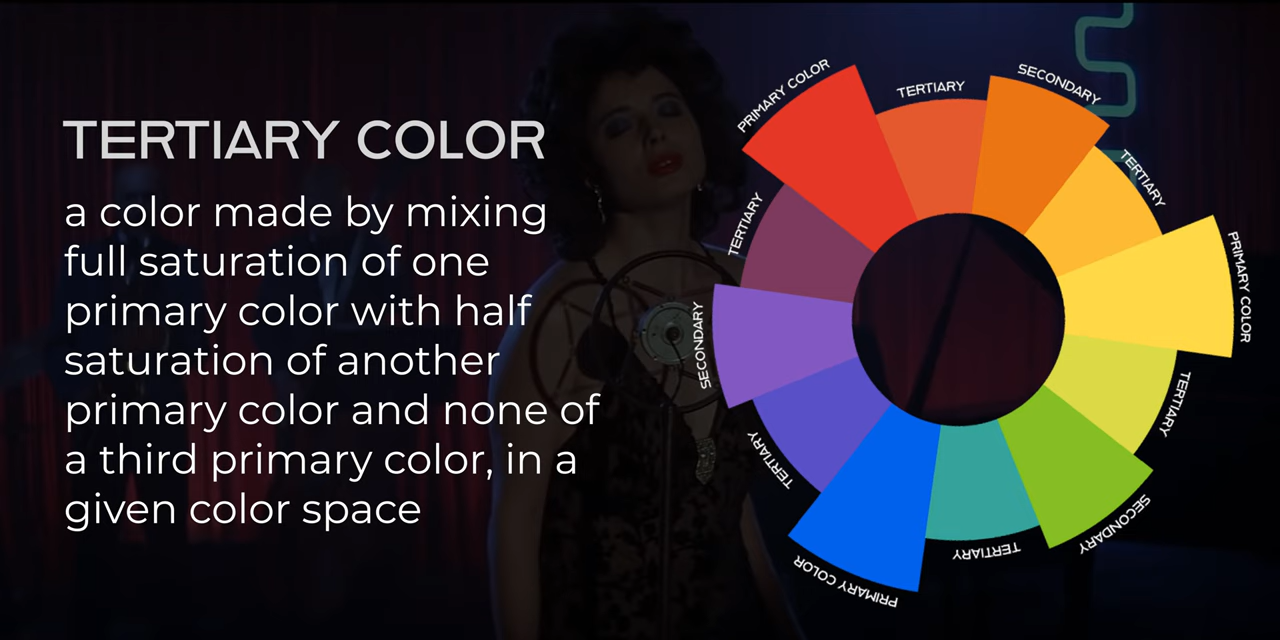 TERTIARY COLOR
a color made by mixing
full saturation of one
primary color with half
saturation of another
primary color and none of
a third primary color, in a
given color space
PRIMARY COLOR
TERTIARY
SECONDARY
TERTIARY
PRIMARY COLOR
TERTIARY
SECONDARY
TERTIARY
PRIMARY COLOR
TERTIARY
SECONDARY
TERTIARY